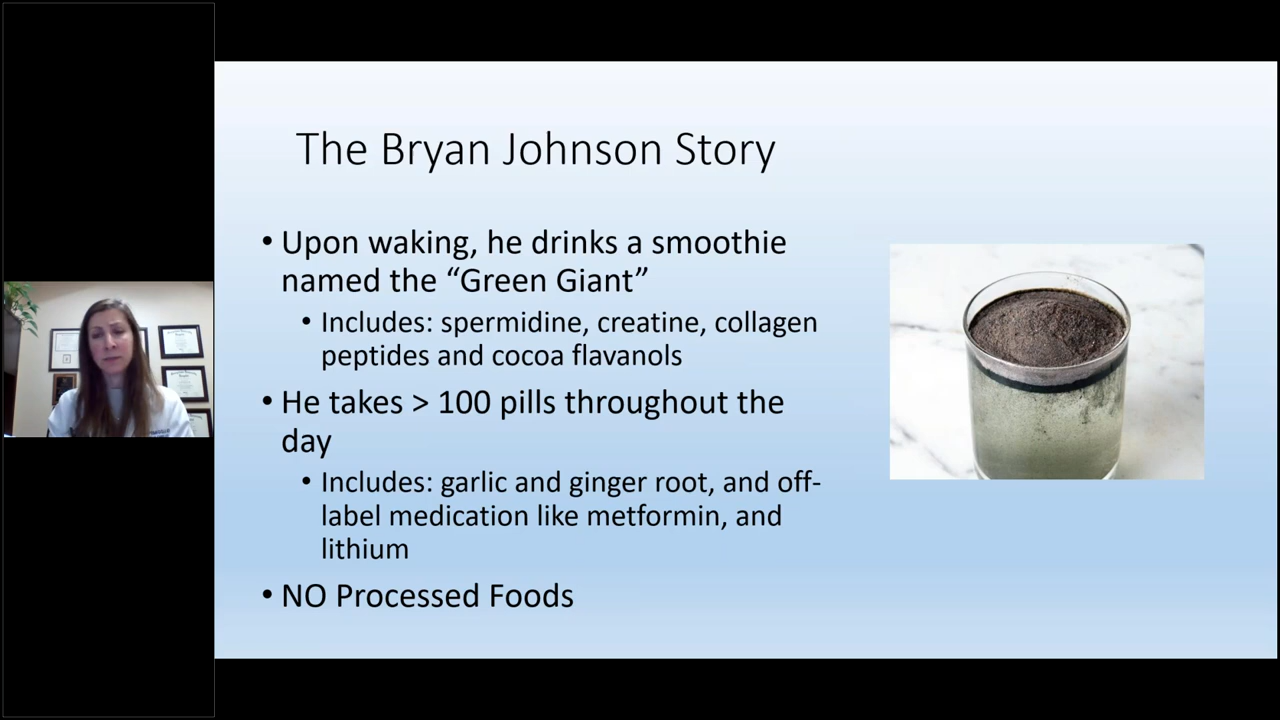 The Bryan Johnson Story
• Upon waking, he drinks a smoothie
named the “Green Giant”
• Includes: spermidine, creatine, collagen
peptides and cocoa flavanols
• He takes > 100 pills throughout the
day
• Includes: garlic and ginger root, and off-
label medication like metformin, and
lithium
• NO Processed Foods